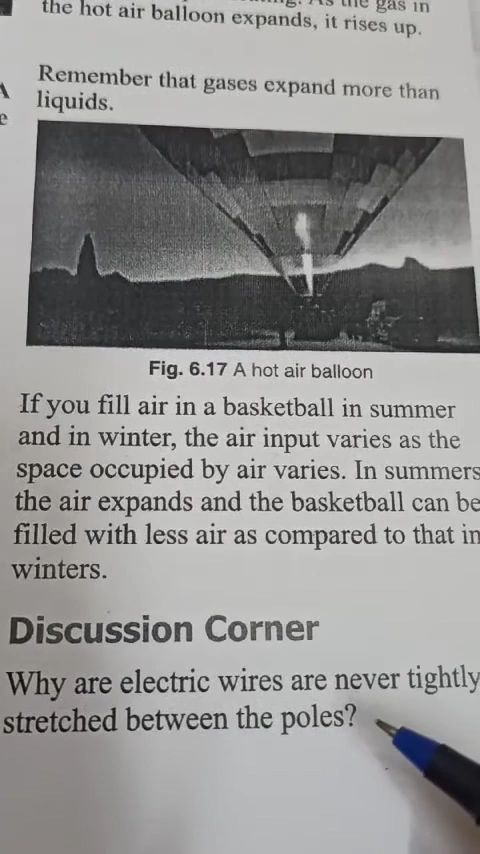 the gas in
the hot air balloon expands, it rises up.
Remember that gases expand more than
liquids.
Fig. 6.17 A hot air balloon
If you fill air in a basketball in summer
and in winter, the air input varies as the
space occupied by air varies. In summers
the air expands and the basketball can be
filled with less air as compared to that in
winters.
Discussion Corner
Why are electric wires are never tightly
stretched between the poles?